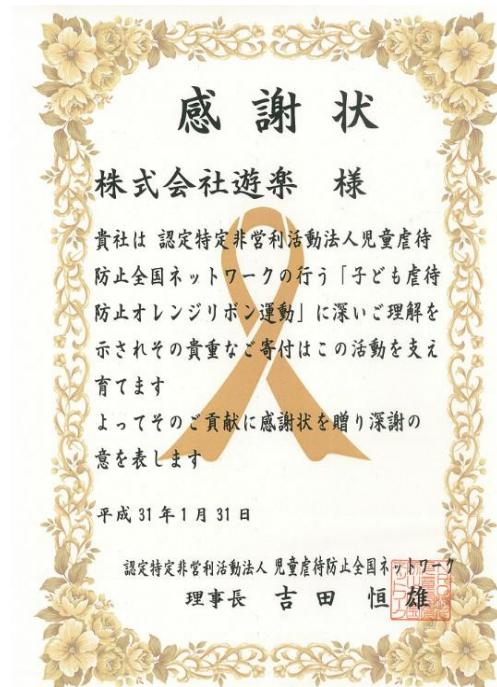 感謝状
株式会社遊楽 様
貴社は 認定特定非営利活動法人児童虐待
防止全国ネットワークの行う「子ども虐待
防止オレンジリボン運動」に深いご理解を
示されその貴重なご寄付はこの活動を支え
育てます
よってそのご貢献に感謝状を贈り深謝の
意を表します
平成 31 年 1 月 31 日
認定特定非営利活動法人 児童虐待防止全国ネットワーク
理事長 吉田 恒雄